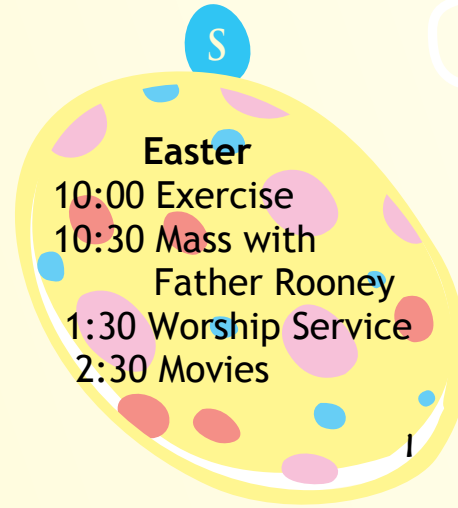 S
Easter
10:00 Exercise
10:30 Mass with
Father Rooney
1:30 Worship Service
2:30 Movies
1